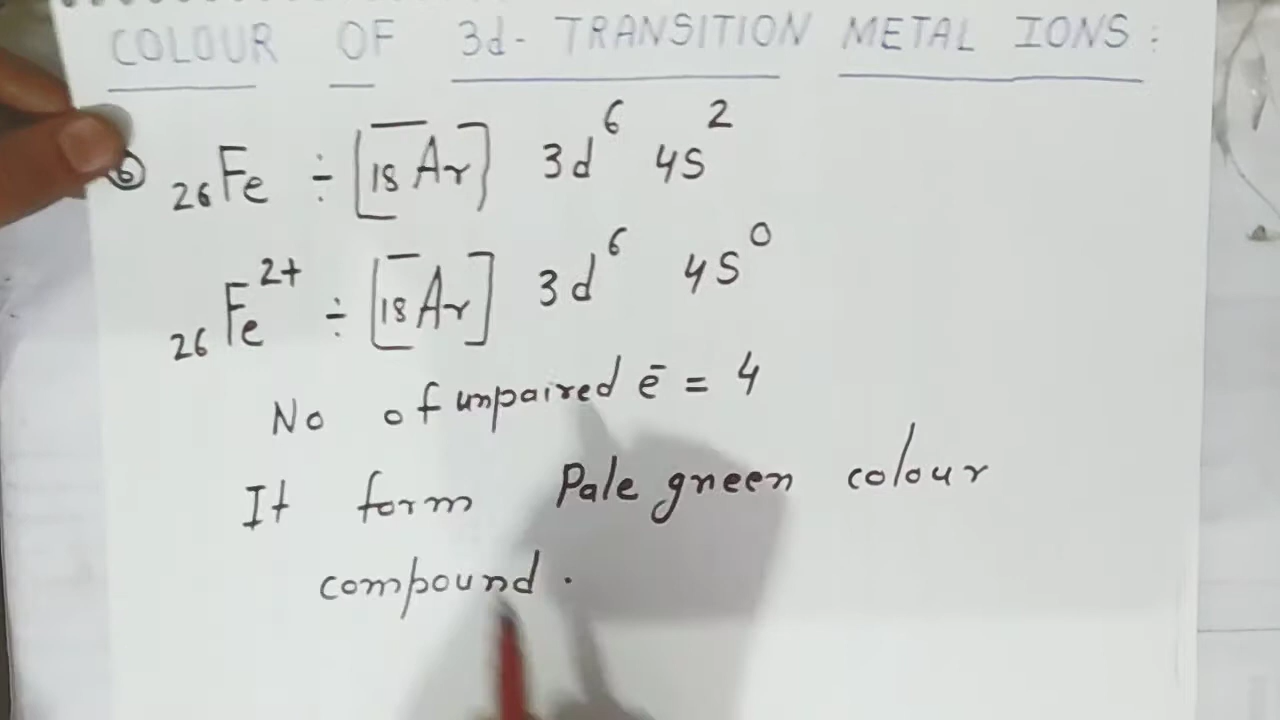 COLOUR OF 3d- TRANSITION METAL IONS :
⑥ ₂₆Fe ÷ [₁₈Ar] 3d⁶ 4s²
₂₆Fe²⁺ ÷ [₁₈Ar] 3d⁶ 4s⁰
No of unpaired ē = 4
It form Pale green colour
compound .